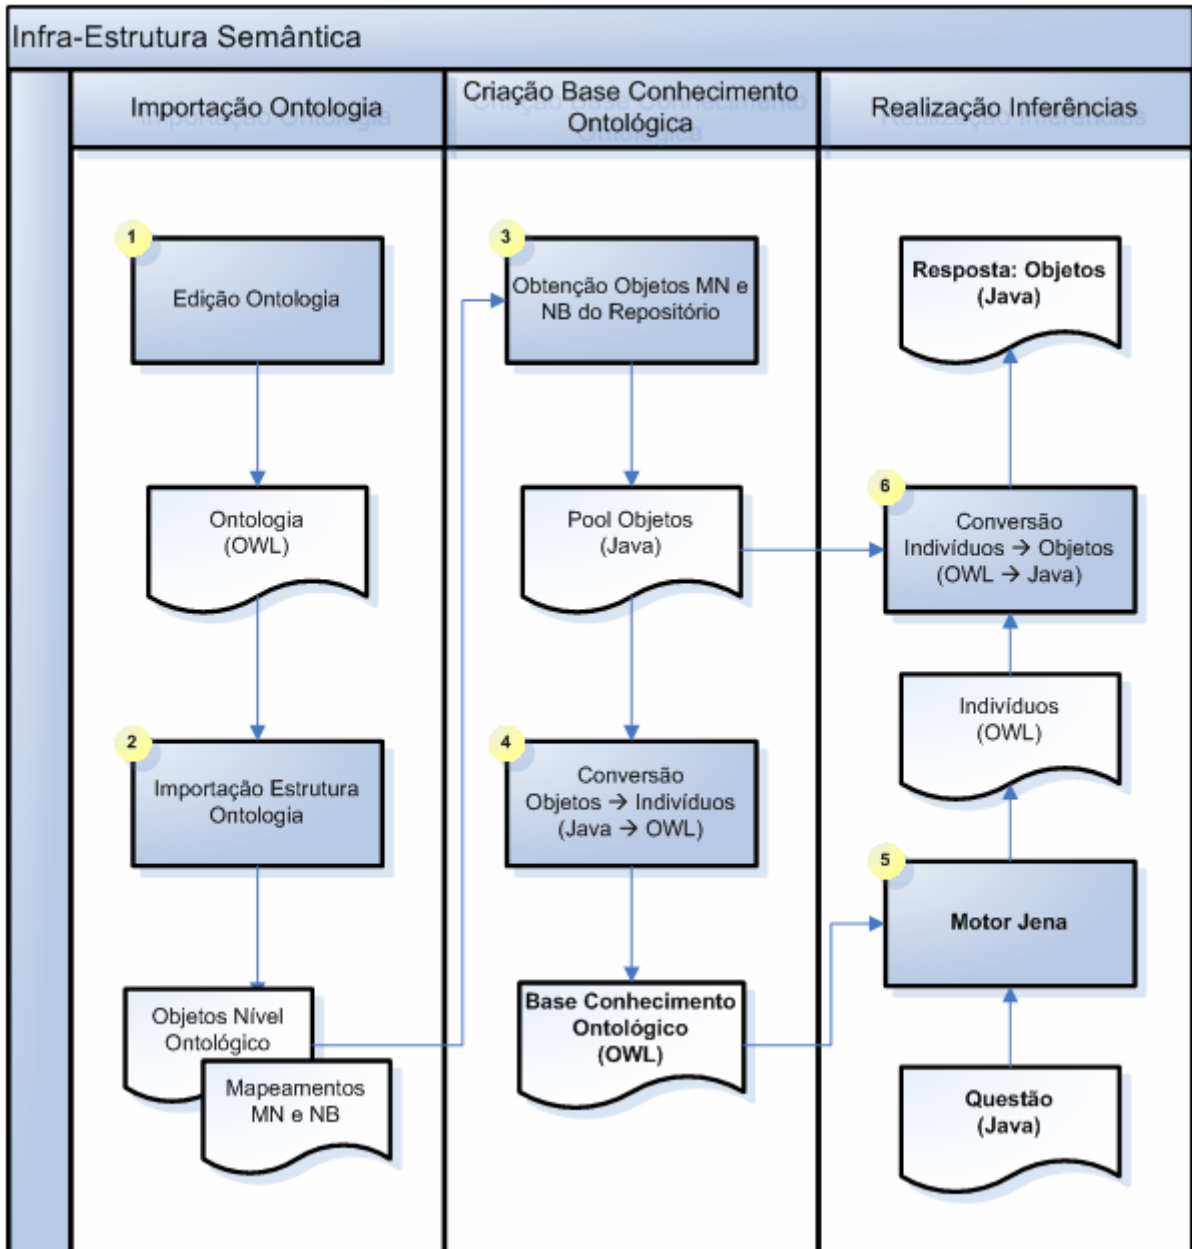 Infra-Estrutura Semântica
Importação Ontologia
Criação Base Conhecimento
Ontológica
Realização Inferências
1
Edição Ontologia
Ontologia
(OWL)
2
Importação Estrutura
Ontologia
Objetos Nível
Ontológico
Mapeamentos
MN e NB
3
Obtenção Objetos MN e
NB do Repositório
Pool Objetos
(Java)
4
Conversão
Objetos → Indivíduos
(Java → OWL)
Base Conhecimento
Ontológico
(OWL)
Resposta: Objetos
(Java)
6
Conversão
Indivíduos → Objetos
(OWL → Java)
Indivíduos
(OWL)
5
Motor Jena
Questão
(Java)